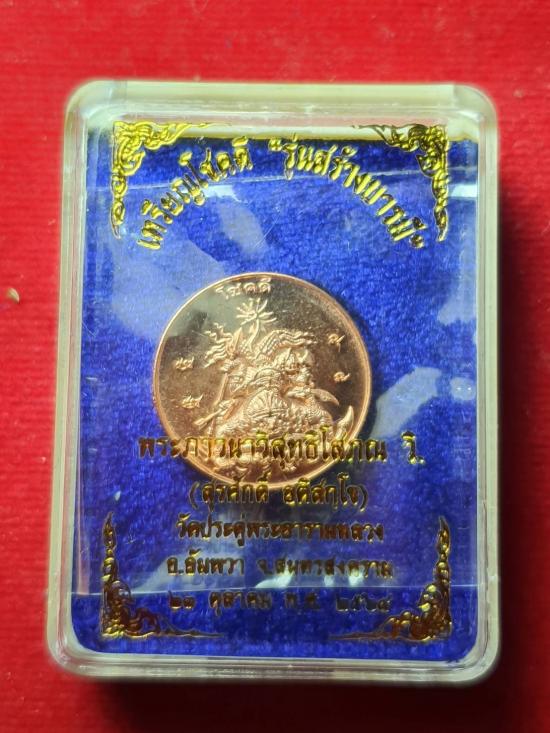 เหรียญโชคดี "รุ่นสร้างบารมี"
โชคดี
พระภาวนาวิสุทธิโสภณ วิ.
(สุรศักดิ์ อติสกฺโข)
วัดประดู่พระอารามหลวง
อ.อัมพวา จ.สมุทรสงคราม
๒๑ ตุลาคม พ.ศ. ๒๕๖๔